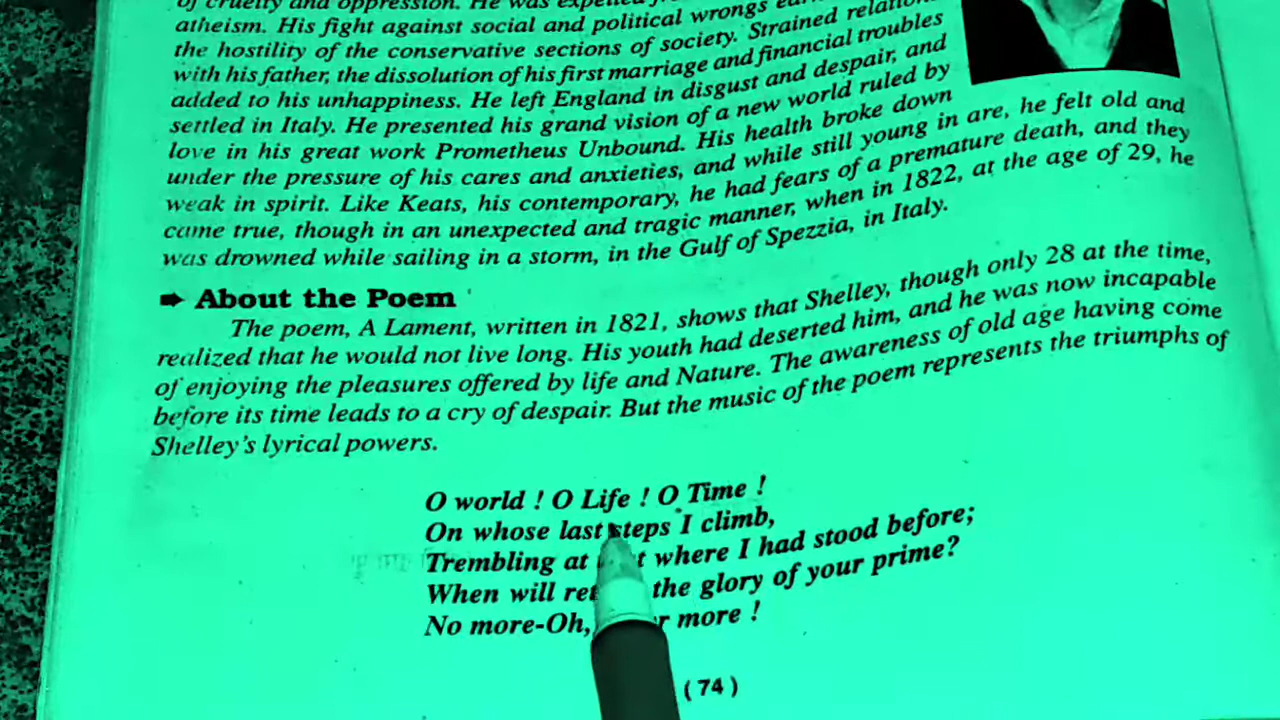 of cruelty and oppression. He was expelled
atheism. His fight against social and political wrongs
the hostility of the conservative sections of society. Strained
with his father, the dissolution of his first marriage and financial troubles
added to his unhappiness. He left England in disgust and despair, and
settled in Italy. He presented his grand vision of a new world ruled by
love in his great work Prometheus Unbound. His health broke down
under the pressure of his cares and anxieties, and while still young in are, he felt old and
weak in spirit. Like Keats, his contemporary, he had fears of a premature death, and they
came true, though in an unexpected and tragic manner, when in 1822, at the age of 29, he
was drowned while sailing in a storm, in the Gulf of Spezzia, in Italy.
➡ About the Poem
The poem, A Lament, written in 1821, shows that Shelley, though only 28 at the time,
realized that he would not live long. His youth had deserted him, and he was now incapable
of enjoying the pleasures offered by life and Nature. The awareness of old age having come
before its time leads to a cry of despair. But the music of the poem represents the triumphs of
Shelley's lyrical powers.
O world ! O Life ! O Time !
On whose last steps I climb,
Trembling at where I had stood before;
When will the glory of your prime?
No more-Oh, more !
( 74 )